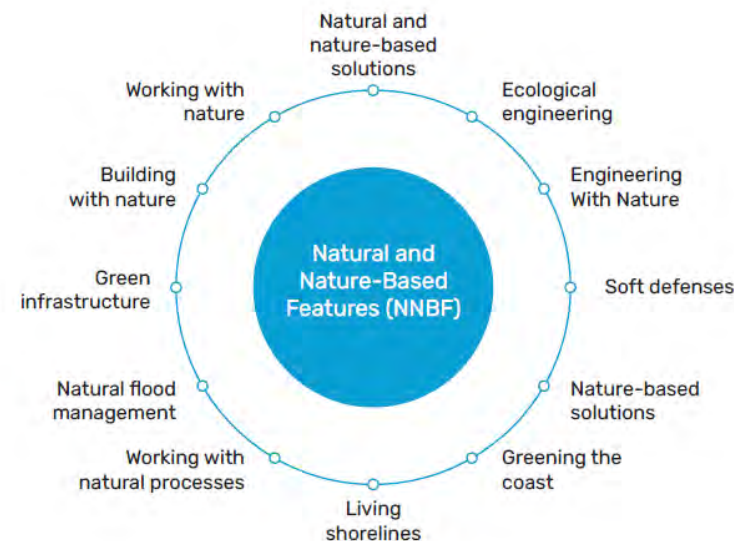 Natural and
nature-based
solutions
Ecological
engineering
Engineering
With Nature
Soft defenses
Nature-based
solutions
Greening the
coast
Living
shorelines
Working with
natural processes
Natural flood
management
Green
infrastructure
Building
with nature
Working with
nature
Natural and
Nature-Based
Features (NNBF)